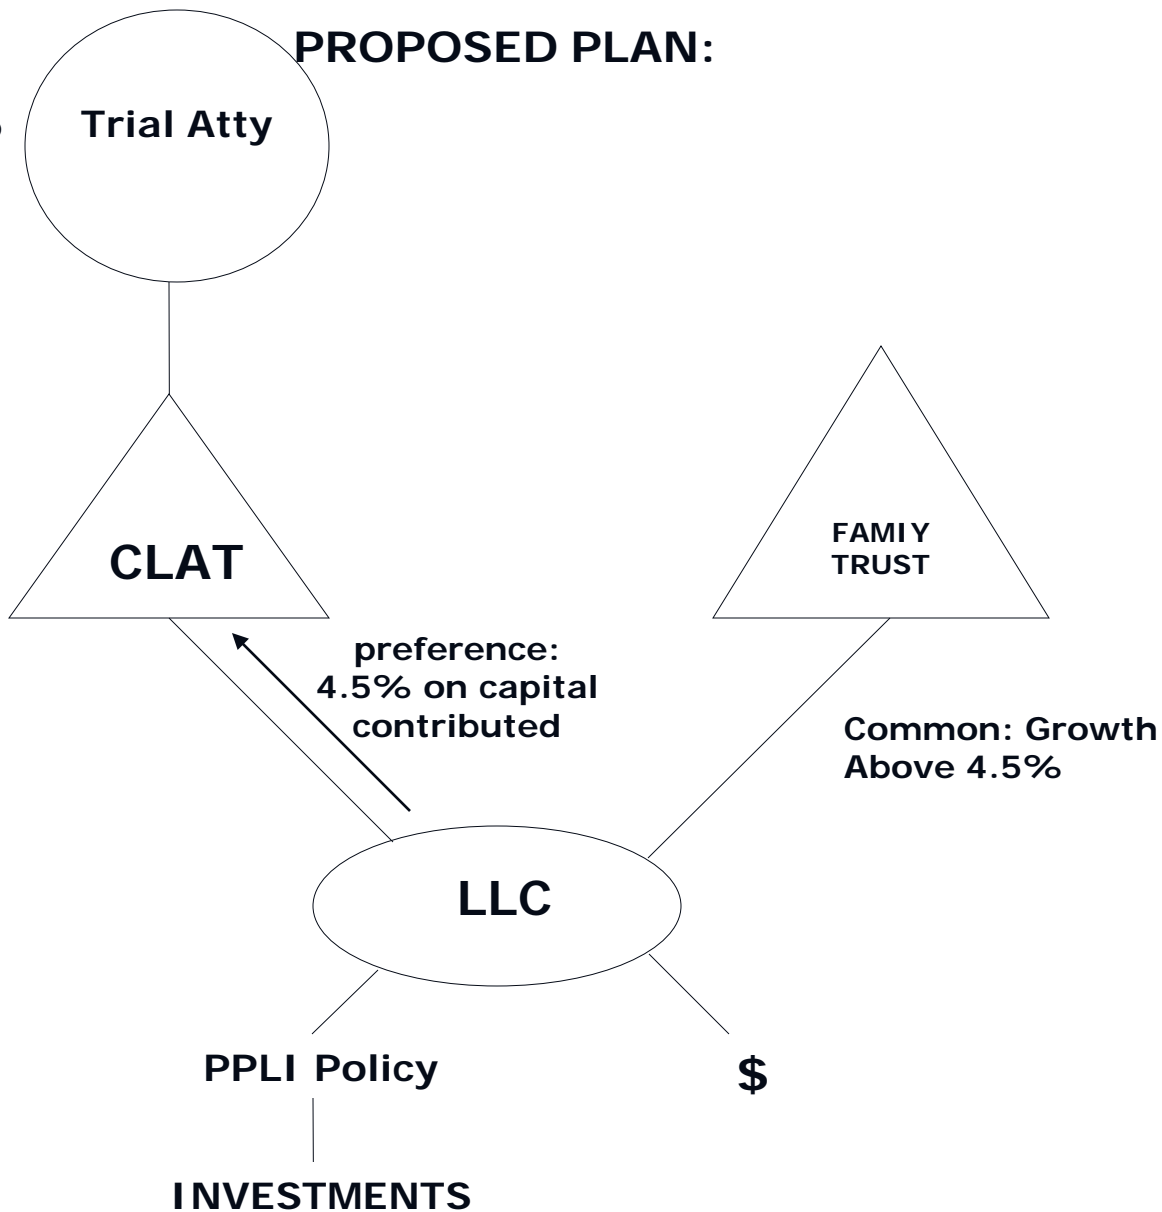 PROPOSED PLAN:
Trial Atty
CLAT
FAMIY
TRUST
preference:
4.5% on capital
contributed
Common: Growth
Above 4.5%
LLC
PPLI Policy
$
INVESTMENTS